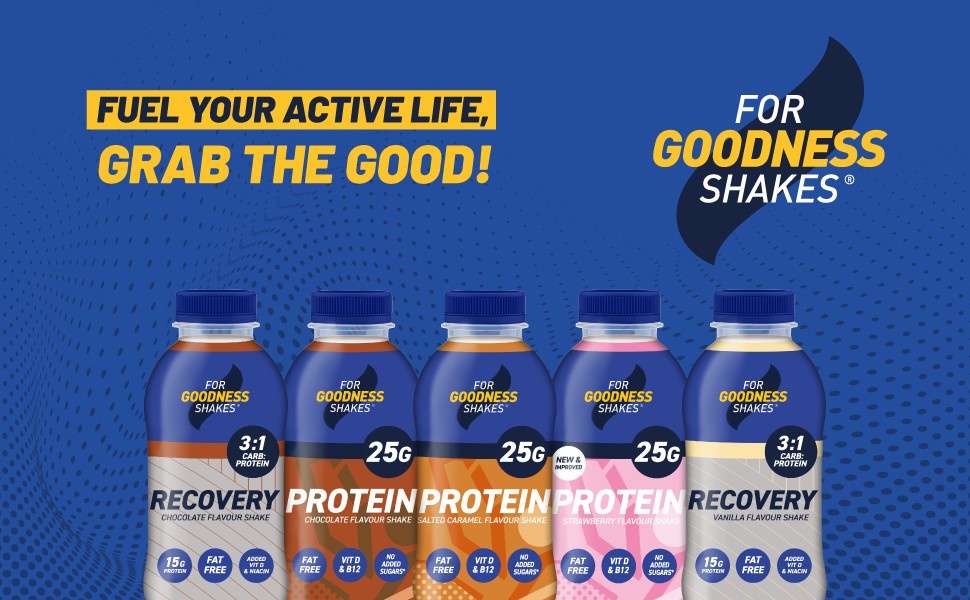 FUEL YOUR ACTIVE LIFE,
GRAB THE GOOD!
FOR
GOODNESS
SHAKES®
FOR
GOODNESS
SHAKES
3:1
CARB:
PROTEIN
RECOVERY
CHOCOLATE FLAVOUR SHAKE
15G
PROTEIN
FAT
FREE
ADDED
VIT D
& NIACIN
FOR
GOODNESS
SHAKES
25G
PROTEIN
CHOCOLATE FLAVOUR SHAKE
FAT
FREE
VIT D
& B12
NO
ADDED
SUGARS*
FOR
GOODNESS
SHAKES
25G
PROTEIN
SALTED CARAMEL FLAVOUR SHAKE
FAT
FREE
VIT D
& B12
NO
ADDED
SUGARS*
FOR
GOODNESS
SHAKES
25G
NEW &
IMPROVED
PROTEIN
STRAWBERRY FLAVOUR SHAKE
FAT
FREE
VIT D
& B12
NO
ADDED
SUGARS*
FOR
GOODNESS
SHAKES
3:1
CARB:
PROTEIN
RECOVERY
VANILLA FLAVOUR SHAKE
15G
PROTEIN
FAT
FREE
ADDED
VIT D
& NIACIN